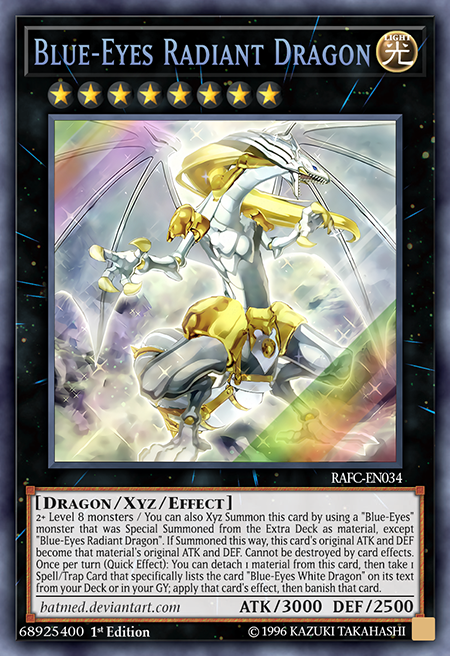 BLUE-EYES RADIANT DRAGON
LIGHT
光
RAFC-EN034
[DRAGON/XYZ/EFFECT]
2+ Level 8 monsters / You can also Xyz Summon this card by using a "Blue-Eyes"
monster that was Special Summoned from the Extra Deck as material, except
"Blue-Eyes Radiant Dragon". If Summoned this way, this card's original ATK and DEF
become that material's original ATK and DEF. Cannot be destroyed by card effects.
Once per turn (Quick Effect): You can detach 1 material from this card, then take 1
Spell/Trap Card that specifically lists the card "Blue-Eyes White Dragon" on its text
from your Deck or in your GY; apply that card's effect, then banish that card.
batmed.deviantart.com ATK/3000 DEF/2500
68925400 1st Edition © 1996 KAZUKI TAKAHASHI